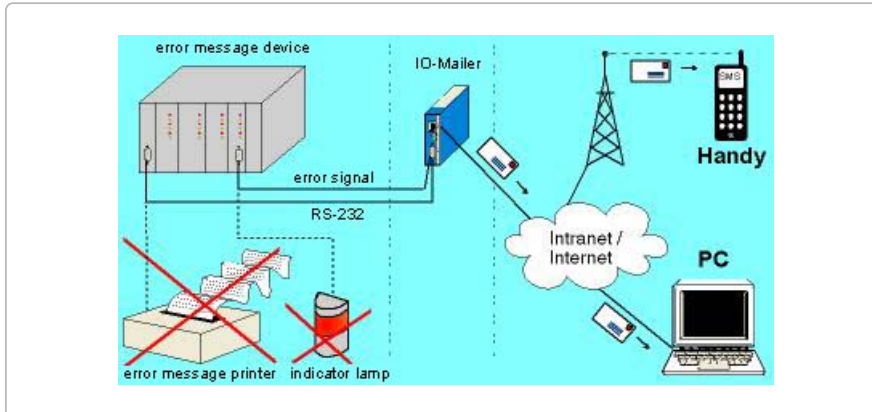 error message device
IO-Mailer
SMS
Handy
error signal
RS-232
Intranet /
Internet
PC
error message printer
indicator lamp